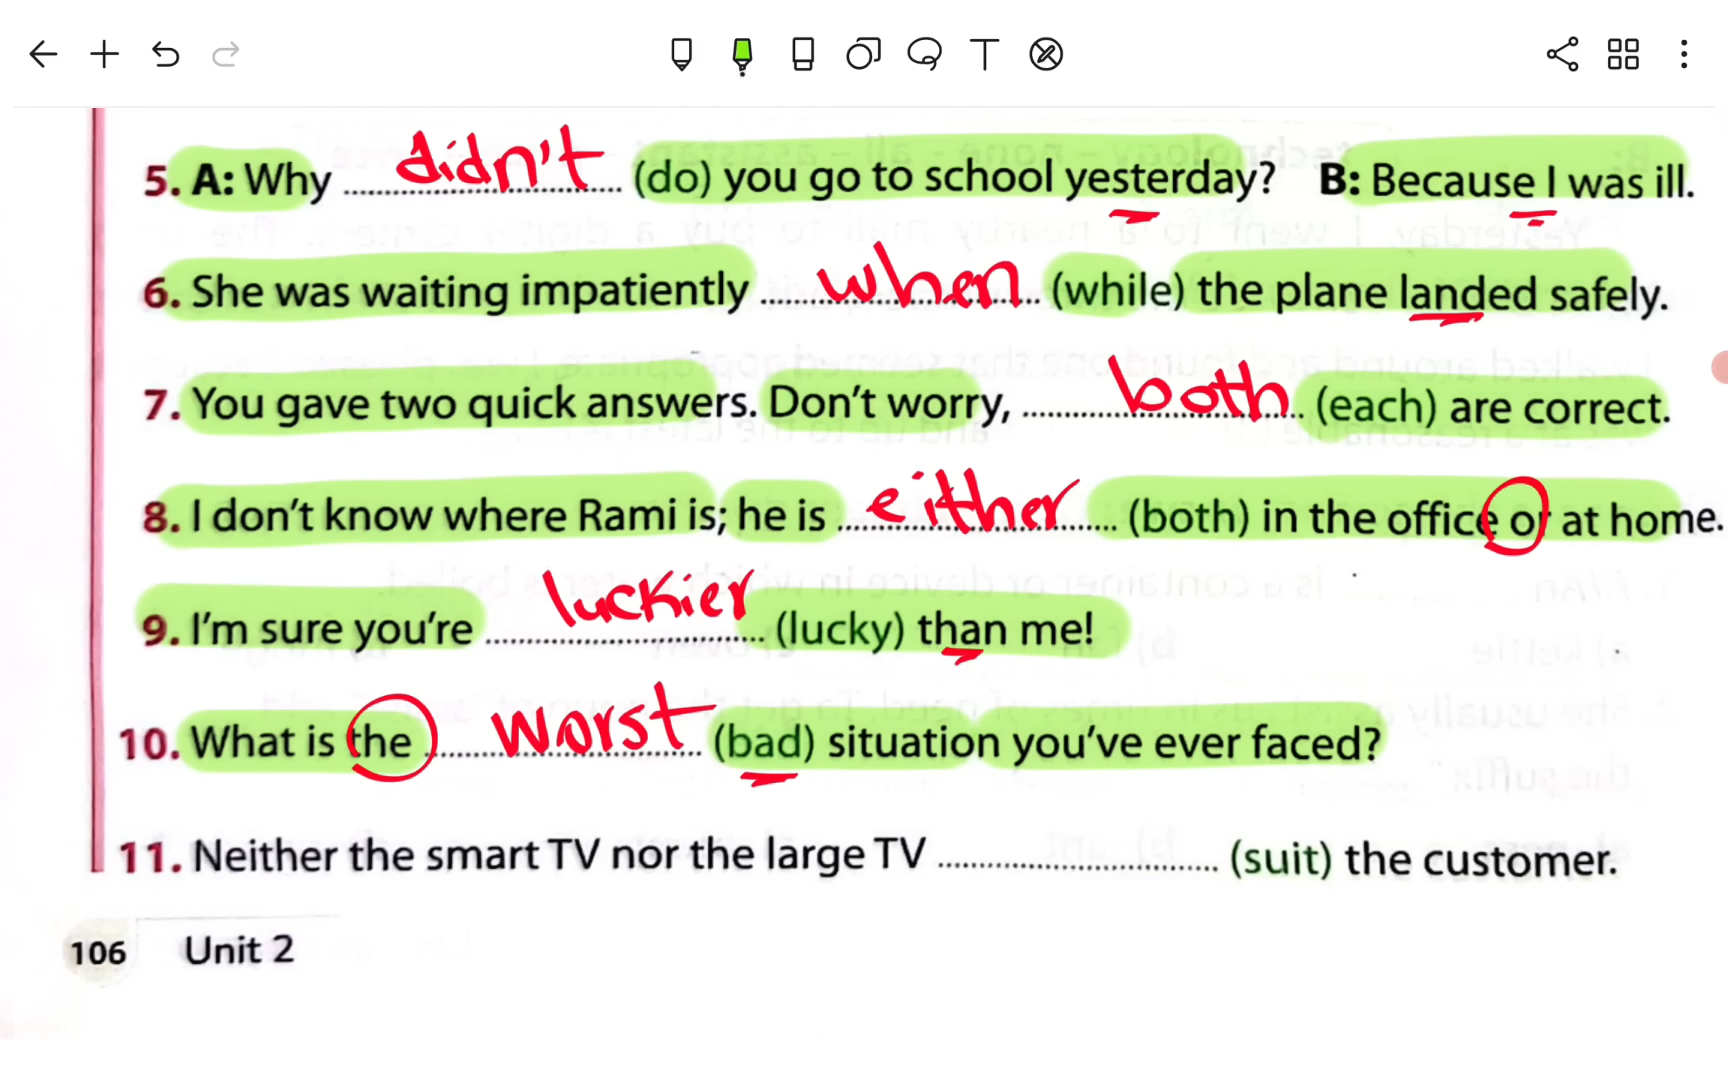 5. A: Why didn't (do) you go to school yesterday? B: Because I was ill.
6. She was waiting impatiently when (while) the plane landed safely.
7. You gave two quick answers. Don't worry, both (each) are correct.
8. I don't know where Rami is; he is either (both) in the office or at home.
9. I'm sure you're luckier (lucky) than me!
10. What is the worst (bad) situation you've ever faced?
11. Neither the smart TV nor the large TV .......... (suit) the customer.
106 Unit 2